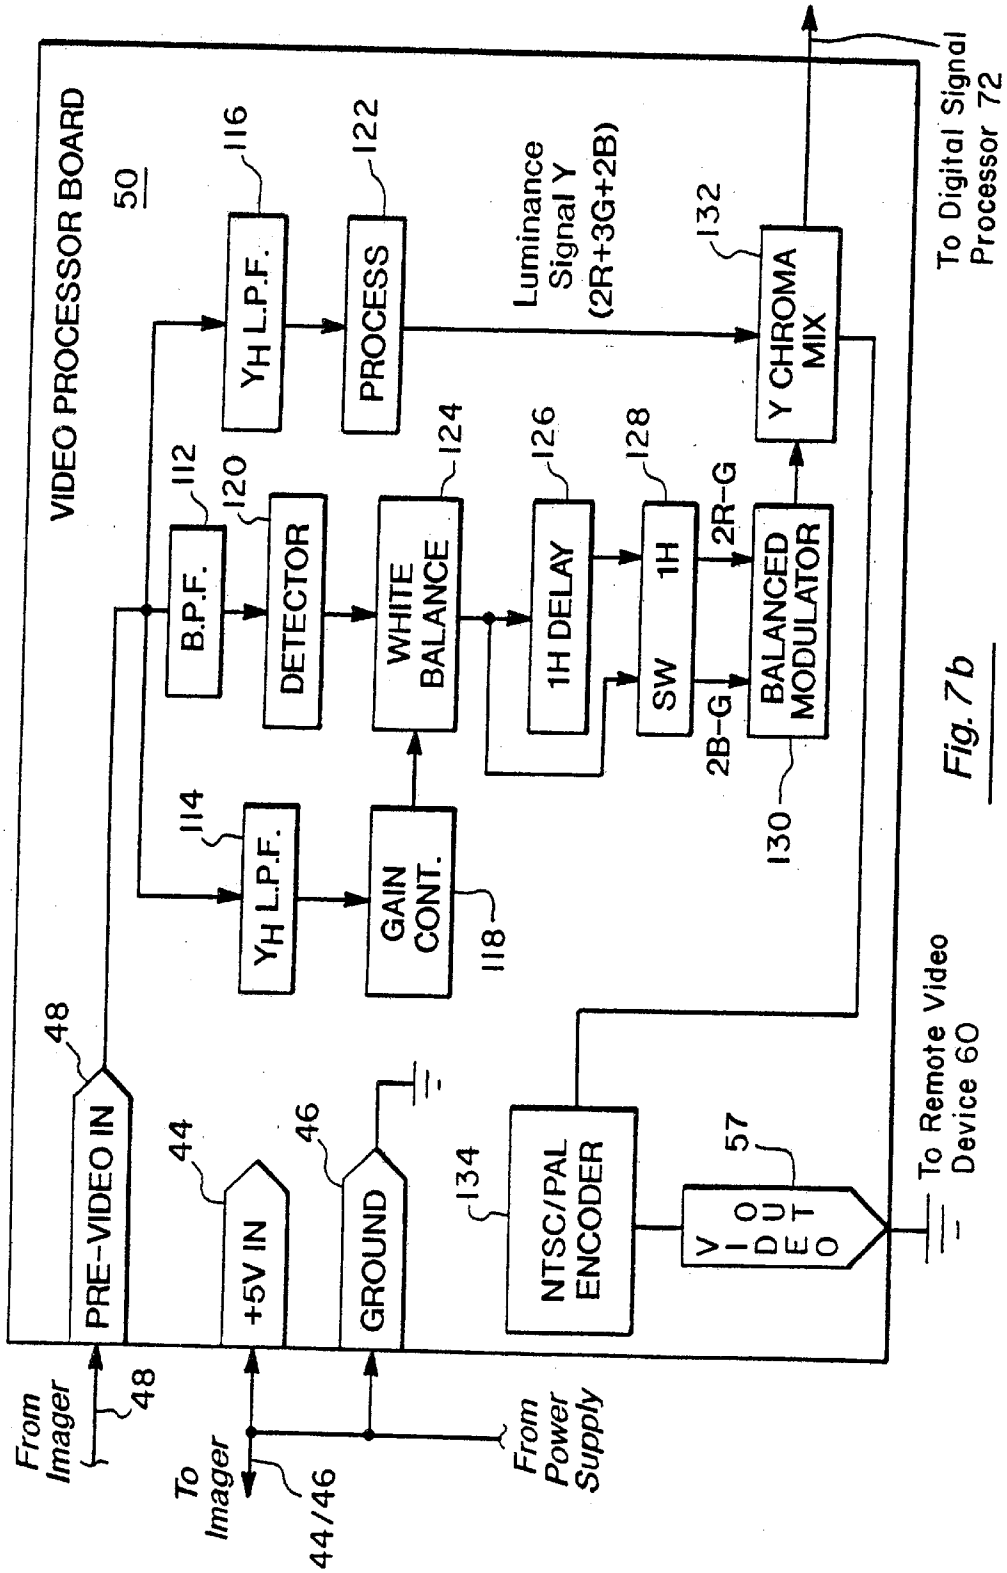 VIDEO PROCESSOR BOARD
50
From
Imager
48
PRE-VIDEO IN
48
To
Imager
44/46
+5V IN
44
GROUND
46
From
Power
Supply
YH L.P.F.
114
GAIN
CONT.
118
B.P.F.
112
DETECTOR
120
WHITE
BALANCE
124
YH L.P.F.
116
PROCESS
122
Luminance
Signal Y
(2R+3G+2B)
1H DELAY
126
SW 1H
128
2B-G
2R-G
BALANCED
MODULATOR
130
Y CHROMA
MIX
132
NTSC/PAL
ENCODER
134
VIDEO
OUT
57
To Remote Video
Device 60
To Digital Signal
Processor 72
Fig. 7b